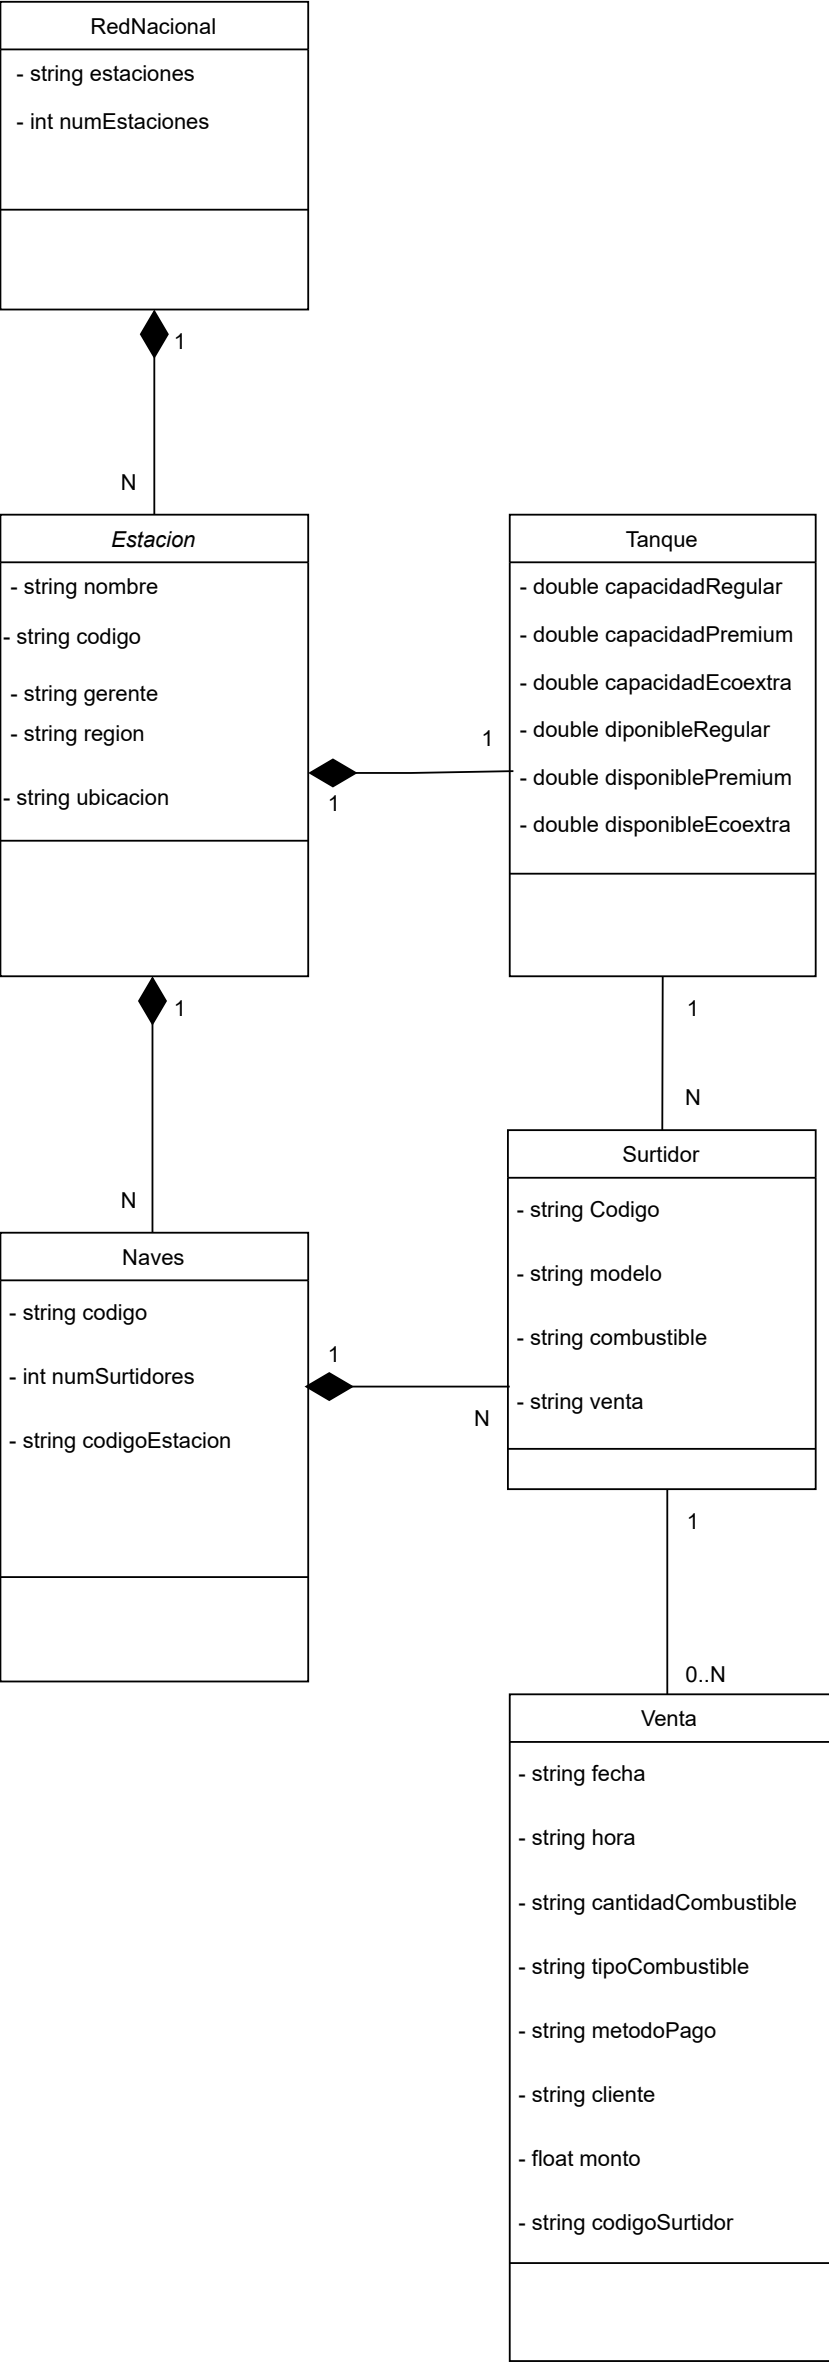 RedNacional
- string estaciones
- int numEstaciones
1
N
Estacion
- string nombre
- string codigo
- string gerente
- string region
- string ubicacion
1
1
Tanque
- double capacidadRegular
- double capacidadPremium
- double capacidadEcoextra
- double diponibleRegular
- double disponiblePremium
- double disponibleEcoextra
1
N
1
N
Naves
- string codigo
- int numSurtidores
- string codigoEstacion
1
N
Surtidor
- string Codigo
- string modelo
- string combustible
- string venta
1
0..N
Venta
- string fecha
- string hora
- string cantidadCombustible
- string tipoCombustible
- string metodoPago
- string cliente
- float monto
- string codigoSurtidor